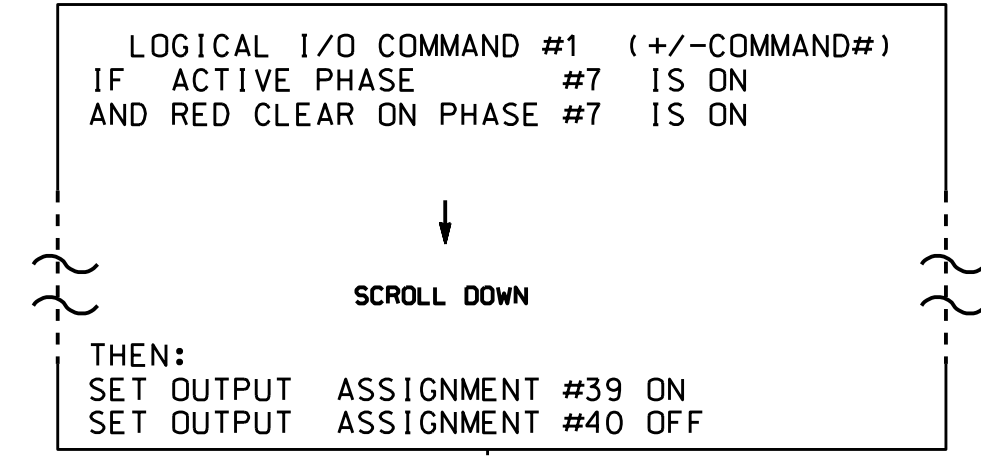 LOGICAL I/O COMMAND #1 (+/-COMMAND#)
IF ACTIVE PHASE #7 IS ON
AND RED CLEAR ON PHASE #7 IS ON
SCROLL DOWN
THEN:
SET OUTPUT ASSIGNMENT #39 ON
SET OUTPUT ASSIGNMENT #40 OFF